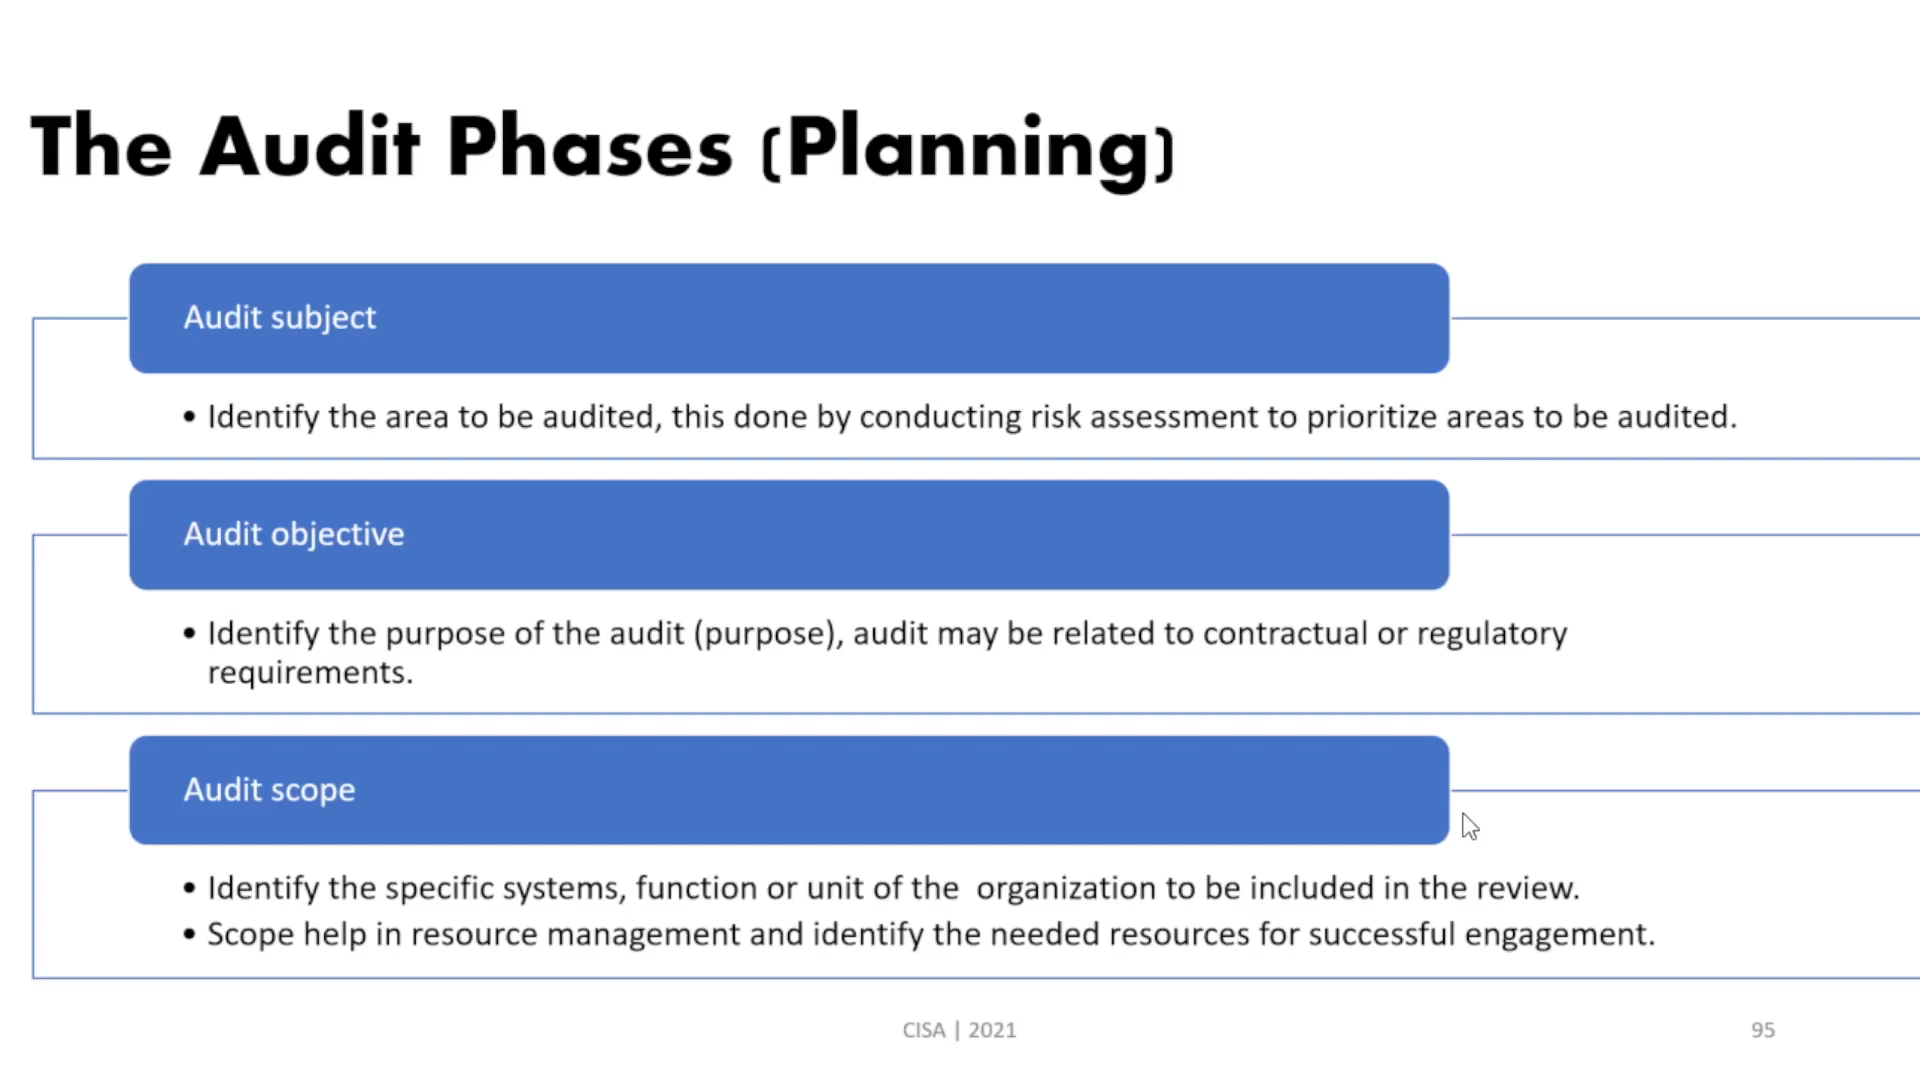 The Audit Phases (Planning)
Audit subject
• Identify the area to be audited, this done by conducting risk assessment to prioritize areas to be audited.
Audit objective
• Identify the purpose of the audit (purpose), audit may be related to contractual or regulatory
requirements.
Audit scope
• Identify the specific systems, function or unit of the  organization to be included in the review.
• Scope help in resource management and identify the needed resources for successful engagement.
CISA | 2021
95